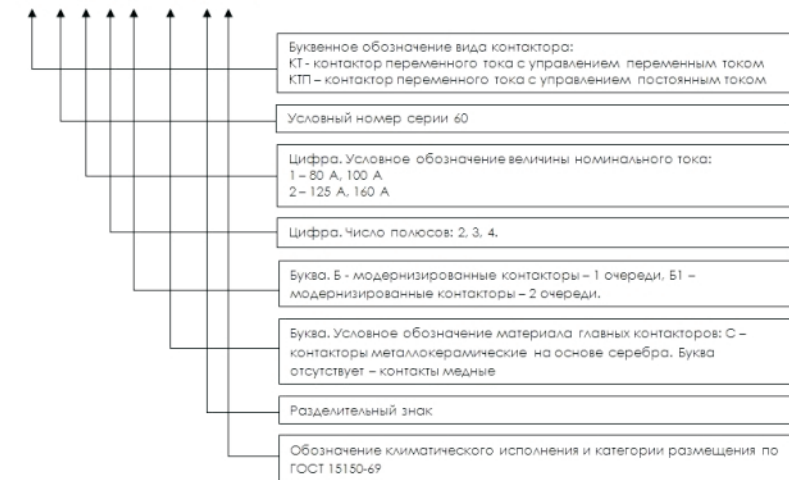 Буквенное обозначение вида контактора:
КТ - контактор переменного тока с управлением переменным током
КТП – контактор переменного тока с управлением постоянным током
Условный номер серии 60
Цифра. Условное обозначение величины номинального тока:
1 – 80 А, 100 А
2 – 125 А, 160 А
Цифра. Число полюсов: 2, 3, 4.
Буква. Б - модернизированные контакторы – 1 очереди, Б1 –
модернизированные контакторы – 2 очереди.
Буква. Условное обозначение материала главных контакторов: С –
контакторы металлокерамические на основе серебра. Буква
отсутствует – контакты медные
Разделительный знак
Обозначение климатического исполнения и категории размещения по
ГОСТ 15150-69